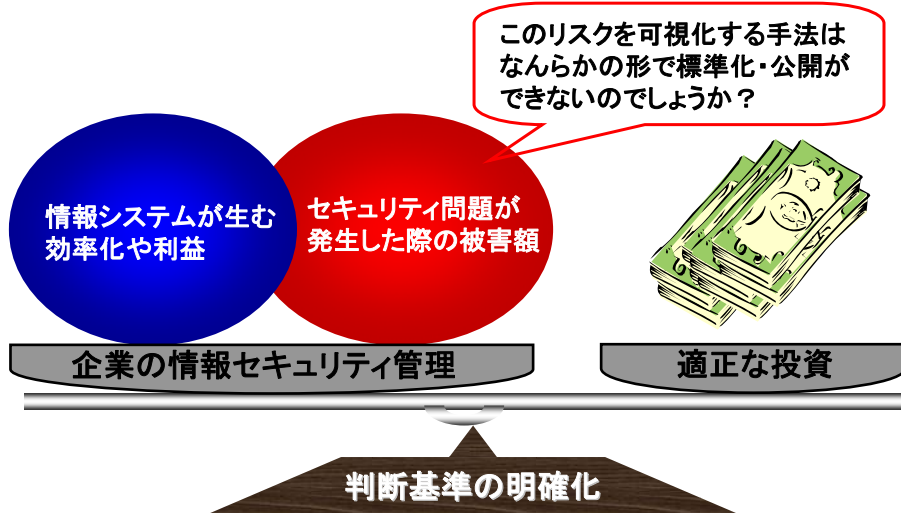 このリスクを可視化する手法は
なんらかの形で標準化・公開が
できないのでしょうか？
情報システムが生む
効率化や利益
セキュリティ問題が
発生した際の被害額
企業の情報セキュリティ管理
適正な投資
判断基準の明確化